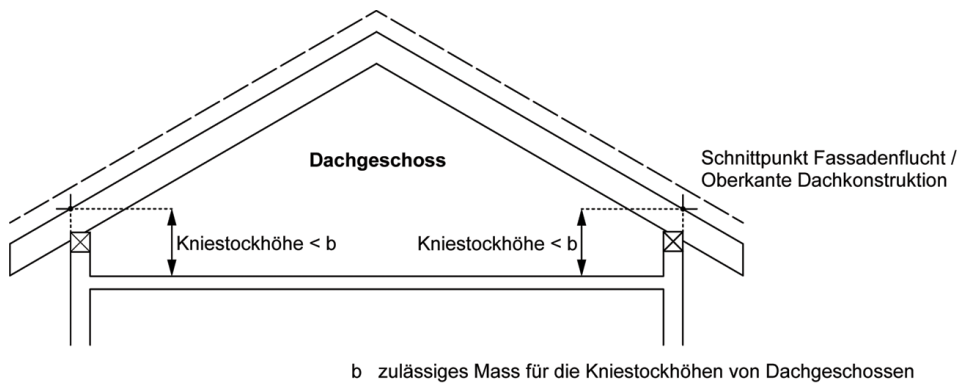 Dachgeschoss
Schnittpunkt Fassadenflucht /
Oberkante Dachkonstruktion
Kniestockhöhe < b
Kniestockhöhe < b
b zulässiges Mass für die Kniestockhöhen von Dachgeschossen